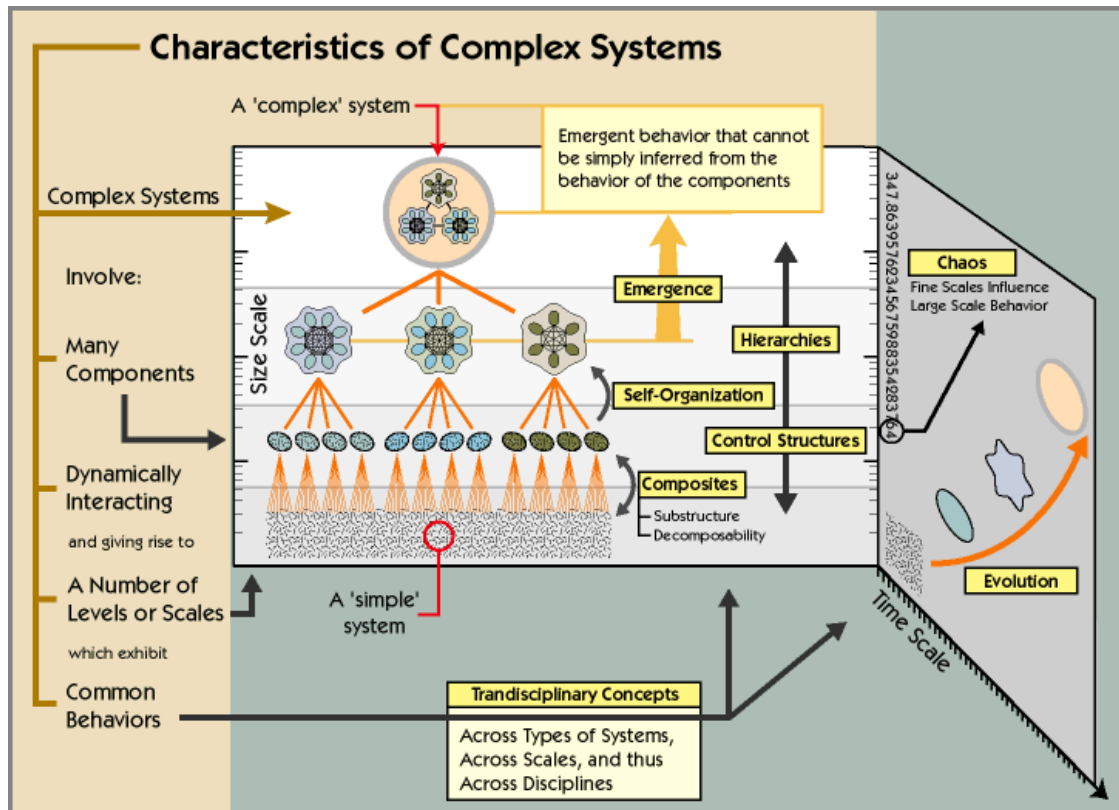 Characteristics of Complex Systems
A 'complex' system
Emergent behavior that cannot
be simply inferred from the
behavior of the components
Complex Systems
Involve:
Many
Components
Dynamically
Interacting
and giving rise to
A Number of
Levels or Scales
which exhibit
Common
Behaviors
Size Scale
Emergence
Hierarchies
Self-Organization
Control Structures
Composites
Substructure
Decomposability
A 'simple'
system
347.86395762345675988354283764
Chaos
Fine Scales Influence
Large Scale Behavior
Evolution
Time Scale
Trandisciplinary Concepts
Across Types of Systems,
Across Scales, and thus
Across Disciplines